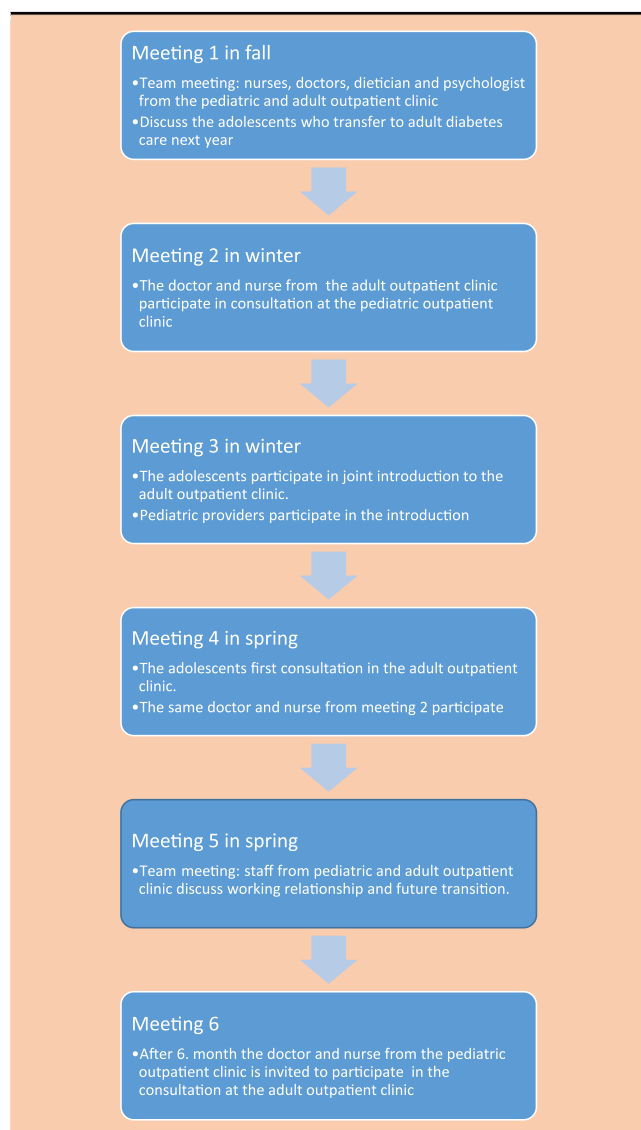 Meeting 1 in fall
•Team meeting: nurses, doctors, dietician and psychologist
from the pediatric and adult outpatient clinic
•Discuss the adolescents who transfer to adult diabetes
care next year
Meeting 2 in winter
•The doctor and nurse from  the adult outpatient clinic
participate in consultation at the pediatric outpatient
clinic
Meeting 3 in winter
•The adolescents participate in joint introduction to the
adult outpatient clinic.
•Pediatric providers participate in the introduction
Meeting 4 in spring
•The adolescents first consultation in the adult outpatient
clinic.
•The same doctor and nurse from meeting 2 participate
Meeting 5 in spring
•Team meeting: staff from pediatric and adult outpatient
clinic discuss working relationship and future transition.
Meeting 6
•After 6. month the doctor and nurse from the pediatric
outpatient clinic is invited to participate  in the
consultation at the adult outpatient clinic